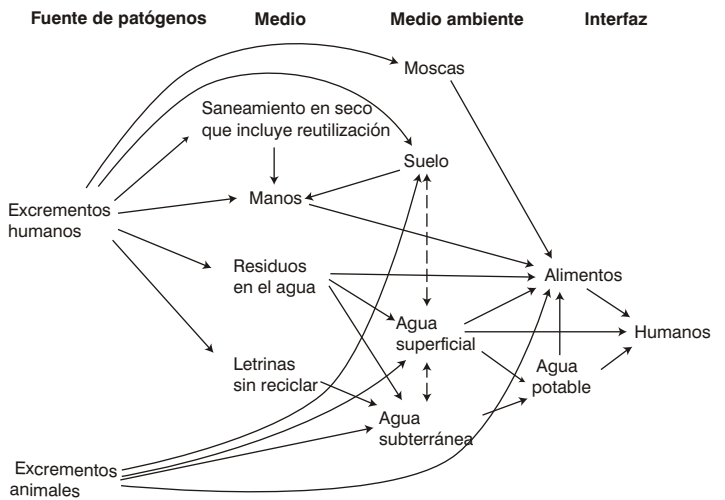 Fuente de patógenos
Medio
Medio ambiente
Interfaz
Moscas
Saneamiento en seco
que incluye reutilización
Suelo
Manos
Excrementos
humanos
Residuos
en el agua
Alimentos
Agua
superficial
Humanos
Letrinas
sin reciclar
Agua
potable
Agua
subterránea
Excrementos
animales